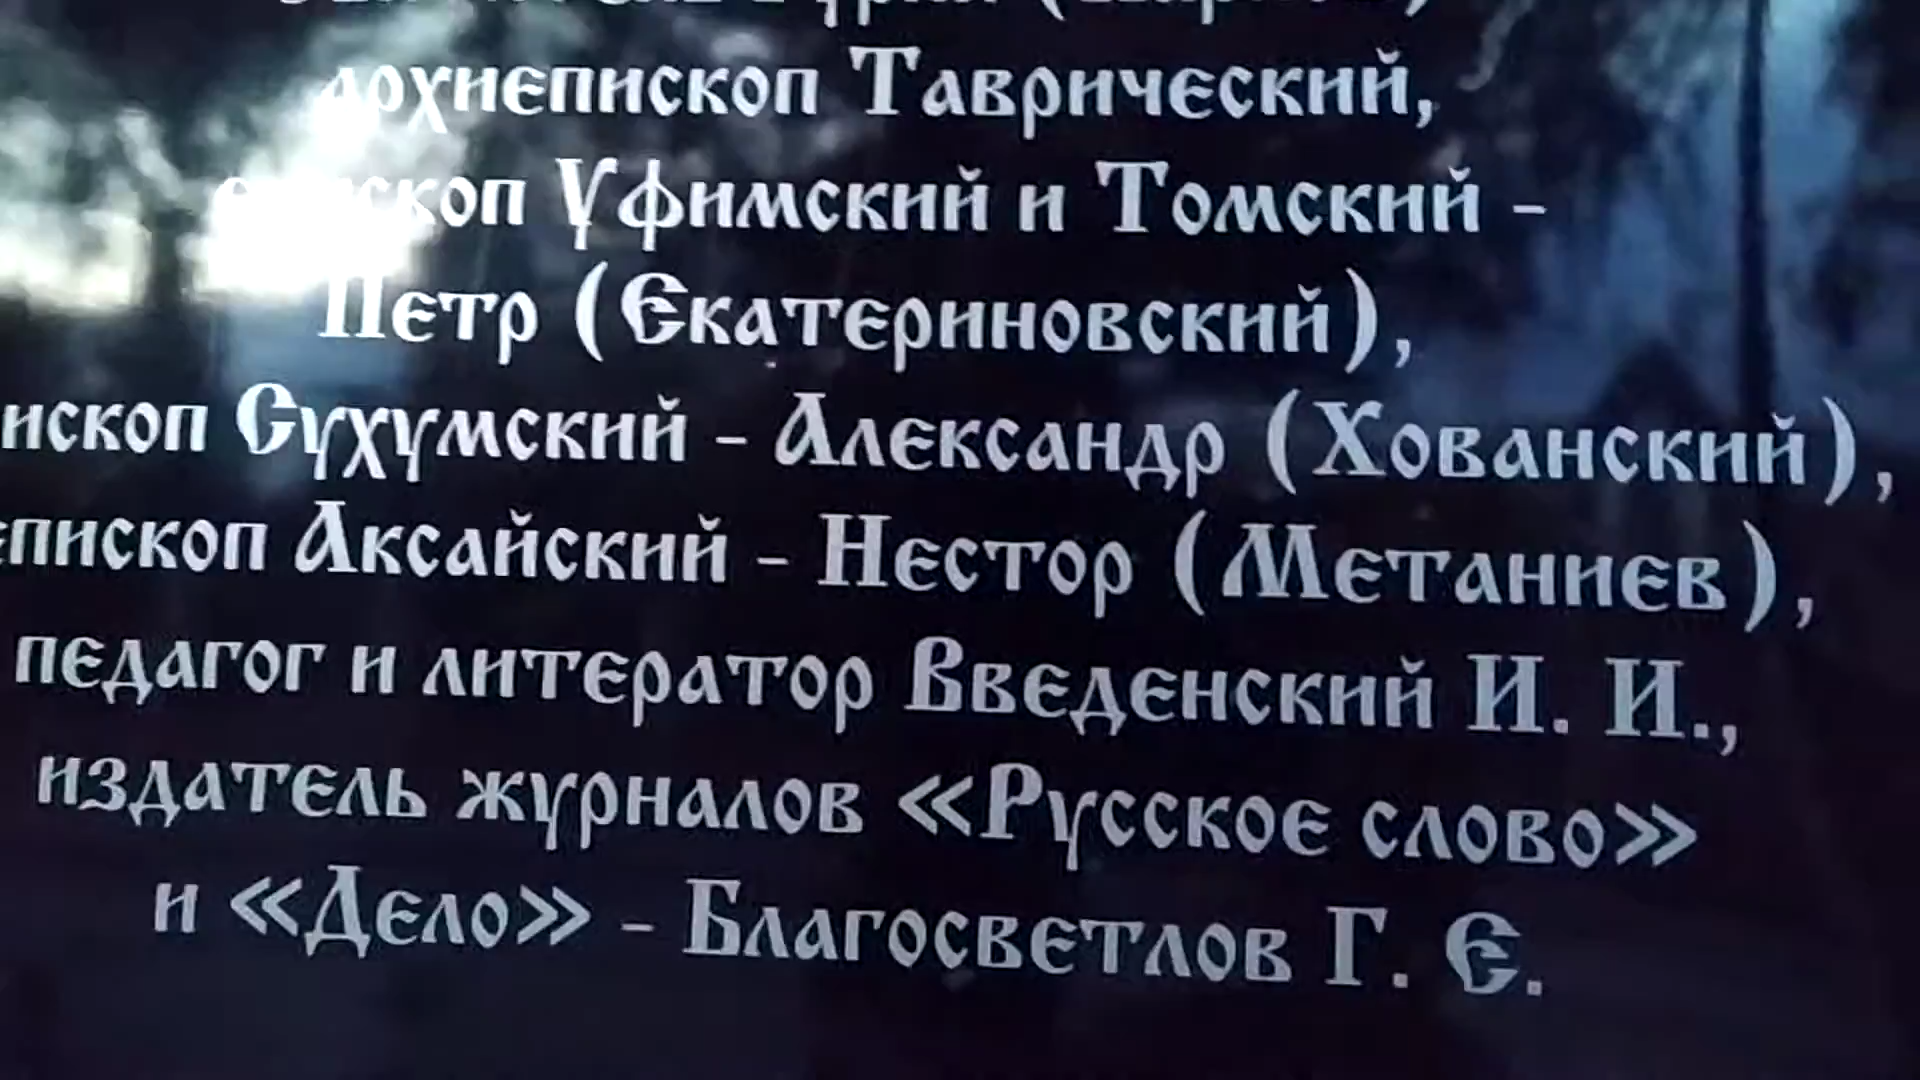 архиепископ Таврический,
епископ Уфимский и Томский -
Петр (Екатериновский),
ископ Сухумский - Александр (Хованский),
епископ Аксайский - Нестор (Метаниев),
педагог и литератор Введенский И. И.,
издатель журналов «Русское слово»
и «Дело» - Благосветлов Г. Е.